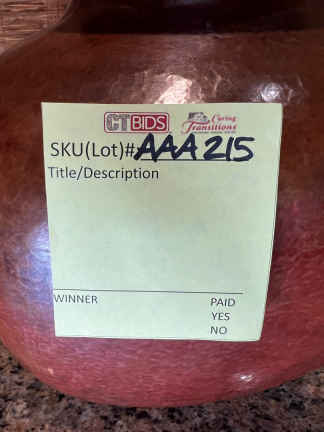 CTBIDS Caring Transitions
SKU(Lot)# AAA215
Title/Description
WINNER PAID
YES
NO